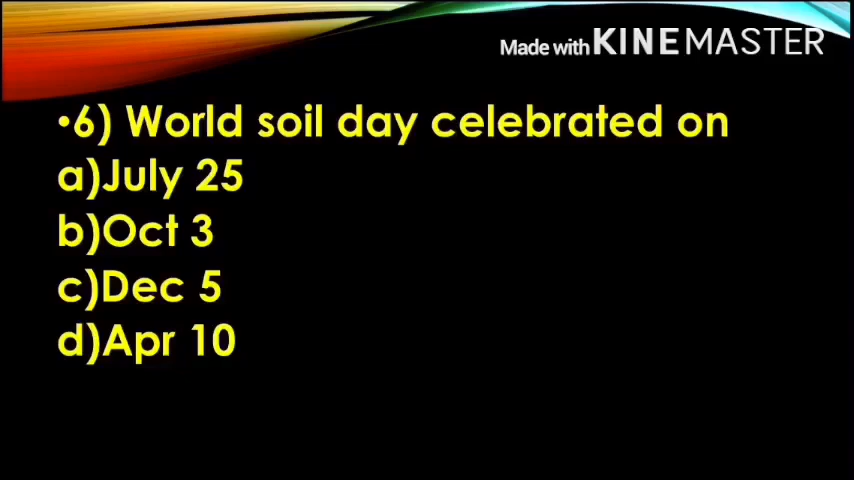 Made with KINEMASTER
•6) World soil day celebrated on
a)July 25
b)Oct 3
c)Dec 5
d)Apr 10